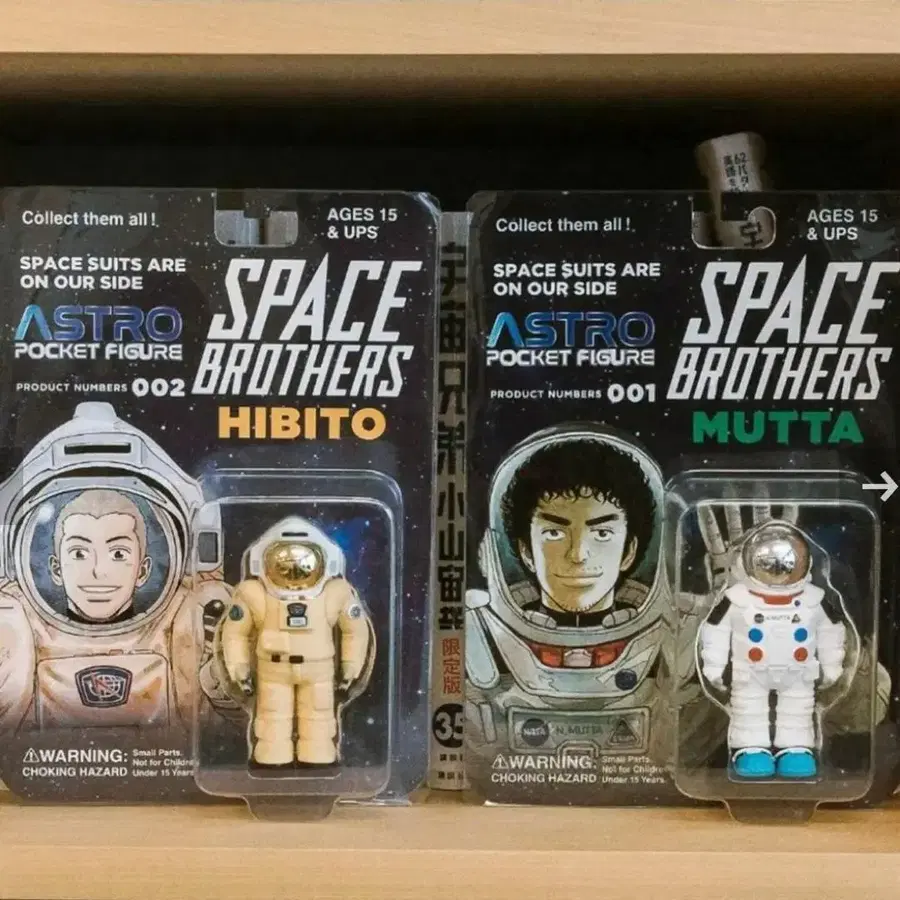 Collect them all !
AGES 15
& UPS
SPACE SUITS ARE
ON OUR SIDE
ASTRO
POCKET FIGURE
PRODUCT NUMBERS 002
SPACE
BROTHERS
HIBITO
⚠WARNING:
CHOKING HAZARD
Small Parts.
Not for Childre
Under 15 Years
宇宙兄弟 小山宙哉
限定版
35
Collect them all !
AGES 15
& UPS
SPACE SUITS ARE
ON OUR SIDE
ASTRO
POCKET FIGURE
PRODUCT NUMBERS 001
SPACE
BROTHERS
MUTTA
NASA
N. MUTTA
⚠WARNING:
CHOKING HAZARD
Small Parts.
Not for Childre
Under 15 Years.
宇